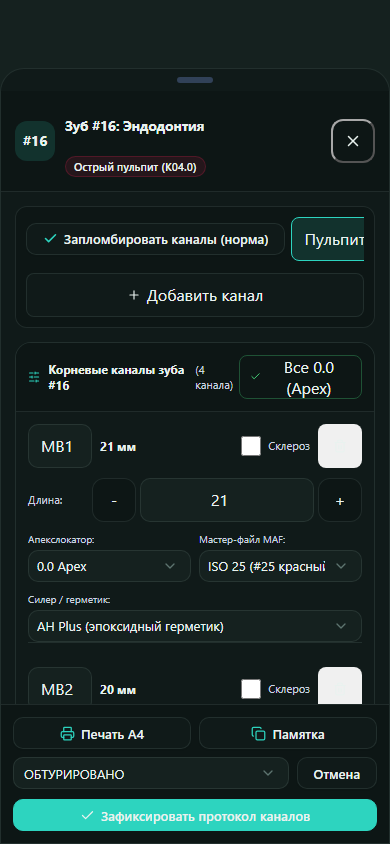 #16
Зуб #16: Эндодонтия
Острый пульпит (K04.0)
Запломбировать каналы (норма)
Пульпит
+ Добавить канал
Корневые каналы зуба
#16
(4
канала)
Все 0.0
(Apex)
MB1
21 мм
Склероз
Длина:
-
21
+
Апекслокатор:
Мастер-файл MAF:
0.0 Apex
ISO 25 (#25 красный
Силер / герметик:
AH Plus (эпоксидный герметик)
MB2
20 мм
Склероз
Печать А4
Памятка
ОБТУРИРОВАНО
Отмена
Зафиксировать протокол каналов